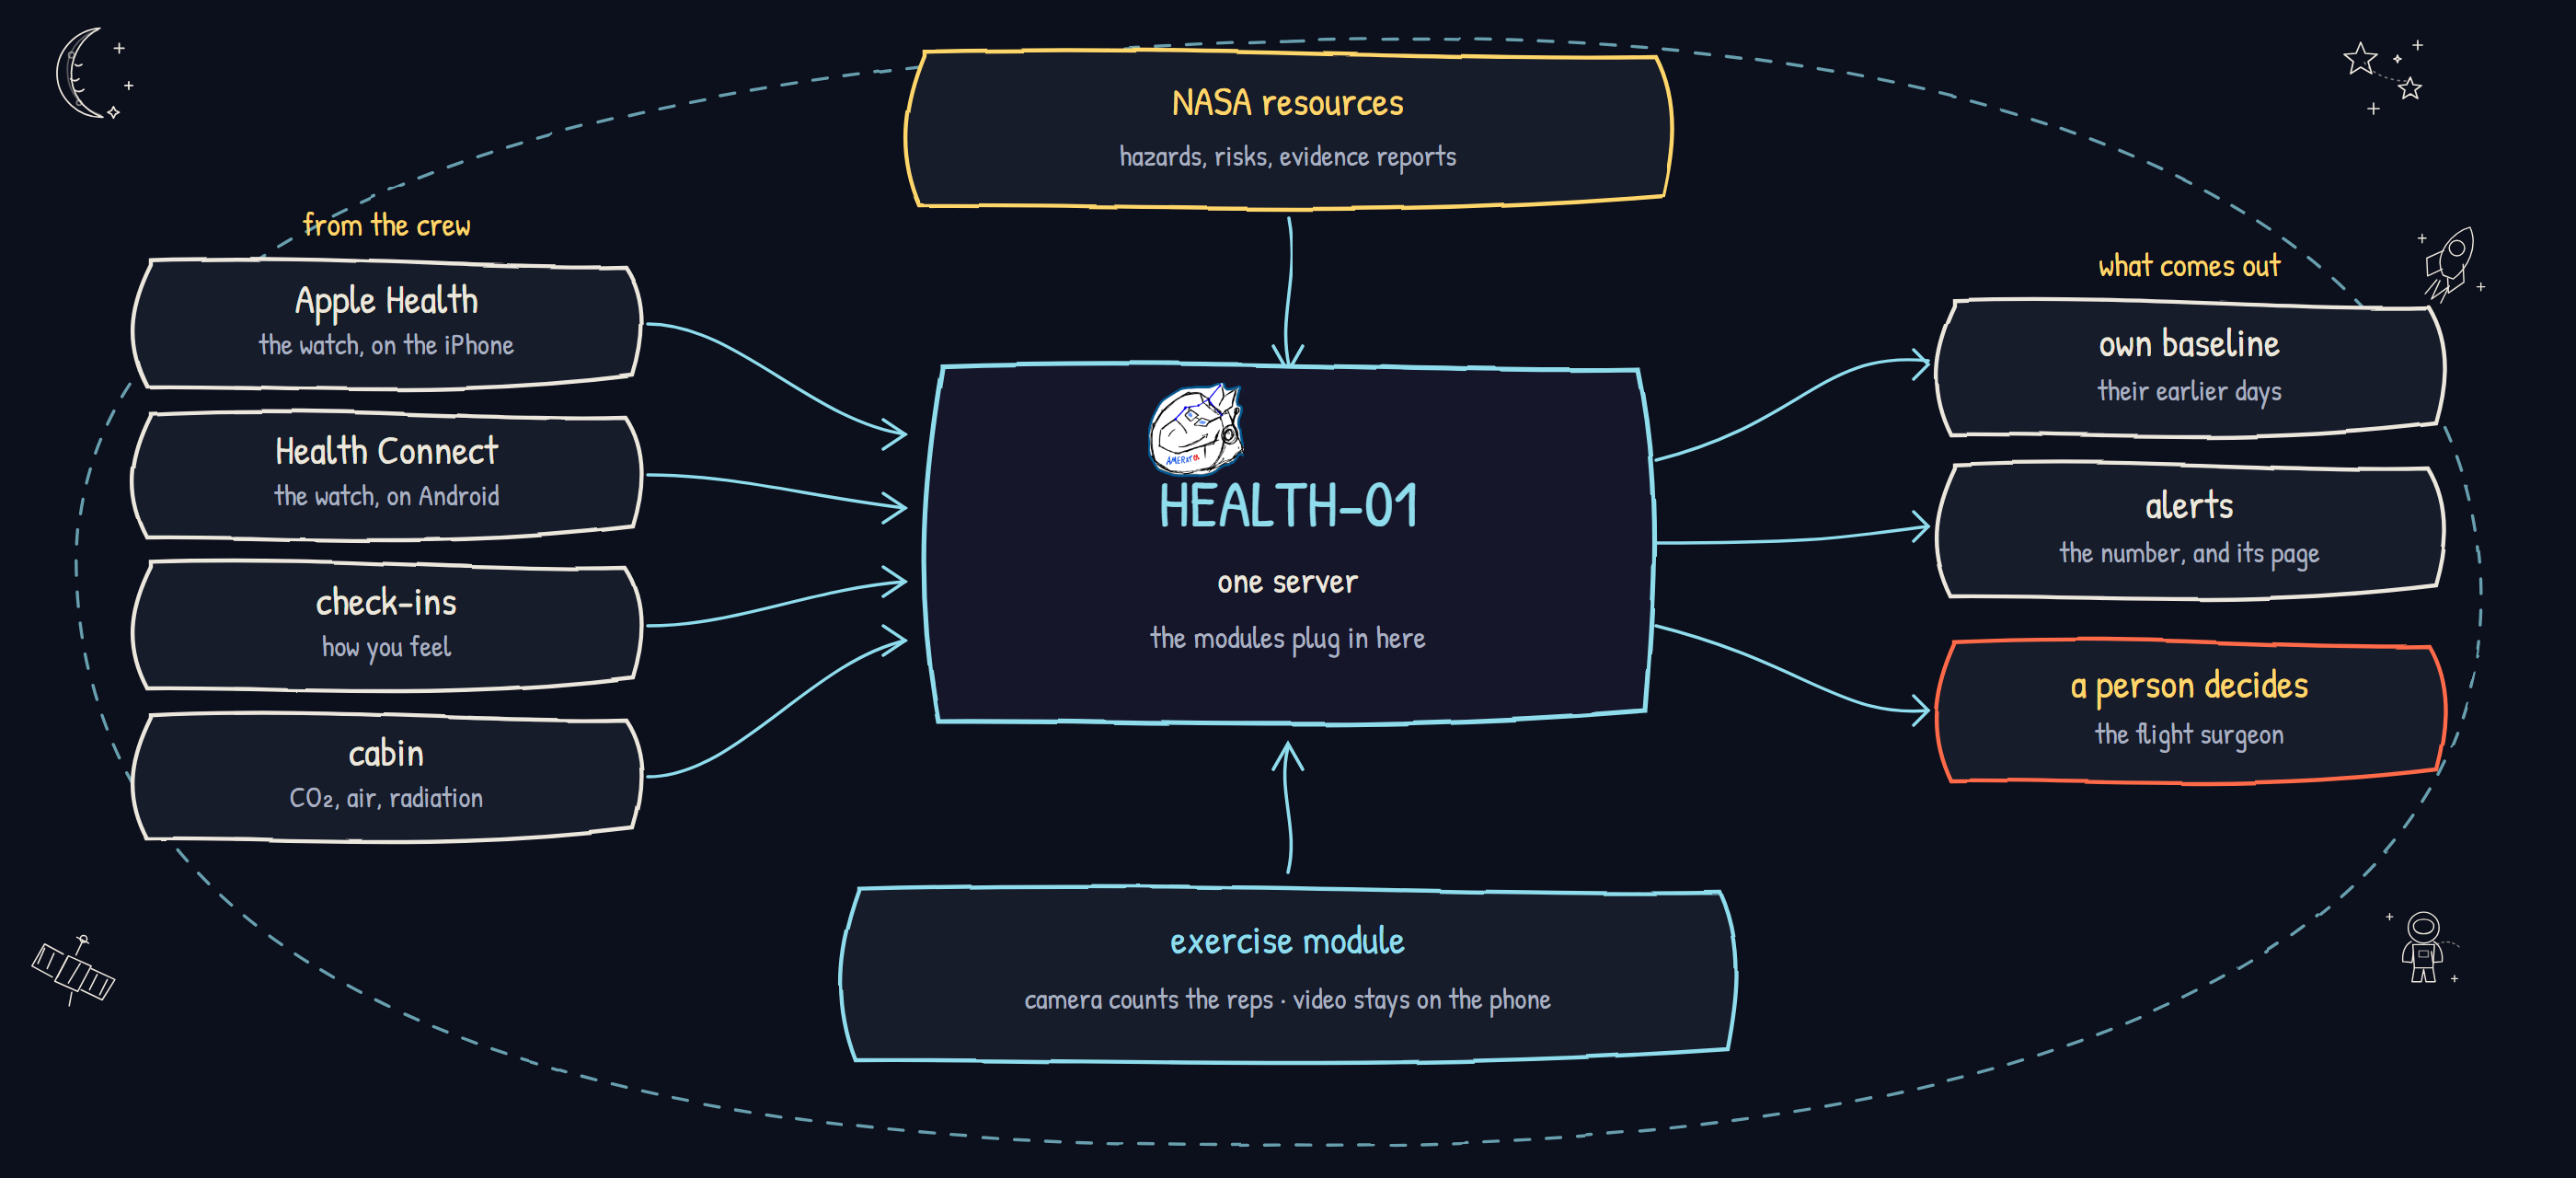 NASA resources
hazards, risks, evidence reports
from the crew
Apple Health
the watch, on the iPhone
Health Connect
the watch, on Android
check-ins
how you feel
cabin
CO₂, air, radiation
HEALTH-01
one server
the modules plug in here
what comes out
own baseline
their earlier days
alerts
the number, and its page
a person decides
the flight surgeon
exercise module
camera counts the reps · video stays on the phone